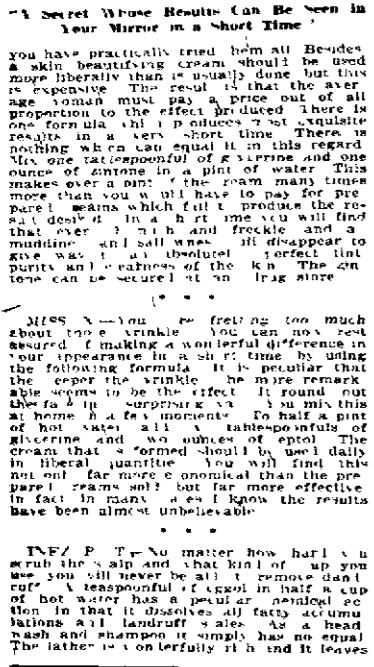 "A Secret Whose Results Can Be Seen in
Your Mirror in a Short Time"
you have practically tried them all Besides
a skin beautifying cream should be used
more liberally than is usually done but this
is expensive The result is that the aver
age woman must pay a price out of all
proportion to the effect produced There is
one formula produces most exquisite
results in a very short time There is
nothing which can equal it in this regard
Mix one tablespoonful of glycerine and one
ounce of zintone in a pint of water This
makes over a pint of the cream many times
more than you would have to pay for pre
pared creams which fail to produce the re
sult desired In a short time you will find
that every and freckle and a
muddiness and sallowness will disappear to
give way to an absolutely perfect tint
purity and clearness of the skin The zin
tone can be secured at any drug store
* * *
MISS you are fretting too much
about those wrinkles You can now rest
assured of making a wonderful difference in
your appearance in a short time by using
the following formula It is peculiar that
the deeper the wrinkle the more remark
able seems to be the effect It round out
the face in surprising You mix this
at home in a few moments To half a pint
of hot water add tablespoonfuls of
glycerine and two ounces of eptol The
cream that is formed should be used daily
in liberal quantities You will find this
not only far more economical than the pre
pared creams sold but far more effective
In fact in many cases I know the results
have been almost unbelievable
* * *
INEZ P T—No matter how hard you
scrub the scalp and what kind of soap you
use you will never be able to remove dand
ruff A teaspoonful of eggol in half a cup
of hot water has a peculiar chemical ac
tion in that it dissolves all fatty accumu
lations and dandruff scales As a head
wash and shampoo it simply has no equal
The lather is wonderfully rich and it leaves